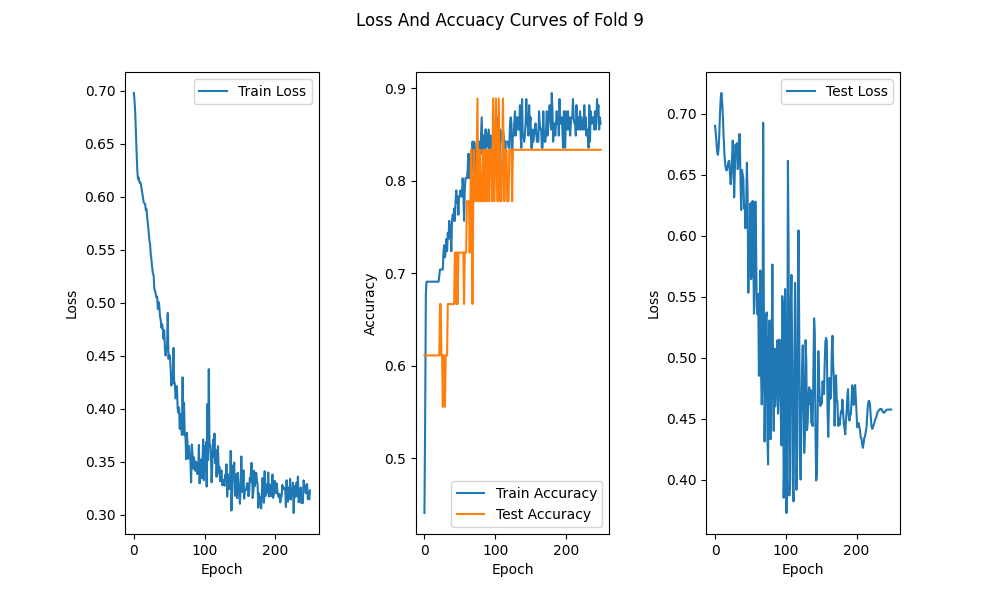 Loss And Accuacy Curves of Fold 9
Train Loss
0.70
0.65
0.60
0.55
0.50
0.45
0.40
0.35
0.30
Loss
0 100 200
Epoch
0.9
0.8
0.7
0.6
0.5
Accuracy
Train Accuracy
Test Accuracy
0 100 200
Epoch
Test Loss
0.70
0.65
0.60
0.55
0.50
0.45
0.40
Loss
0 100 200
Epoch